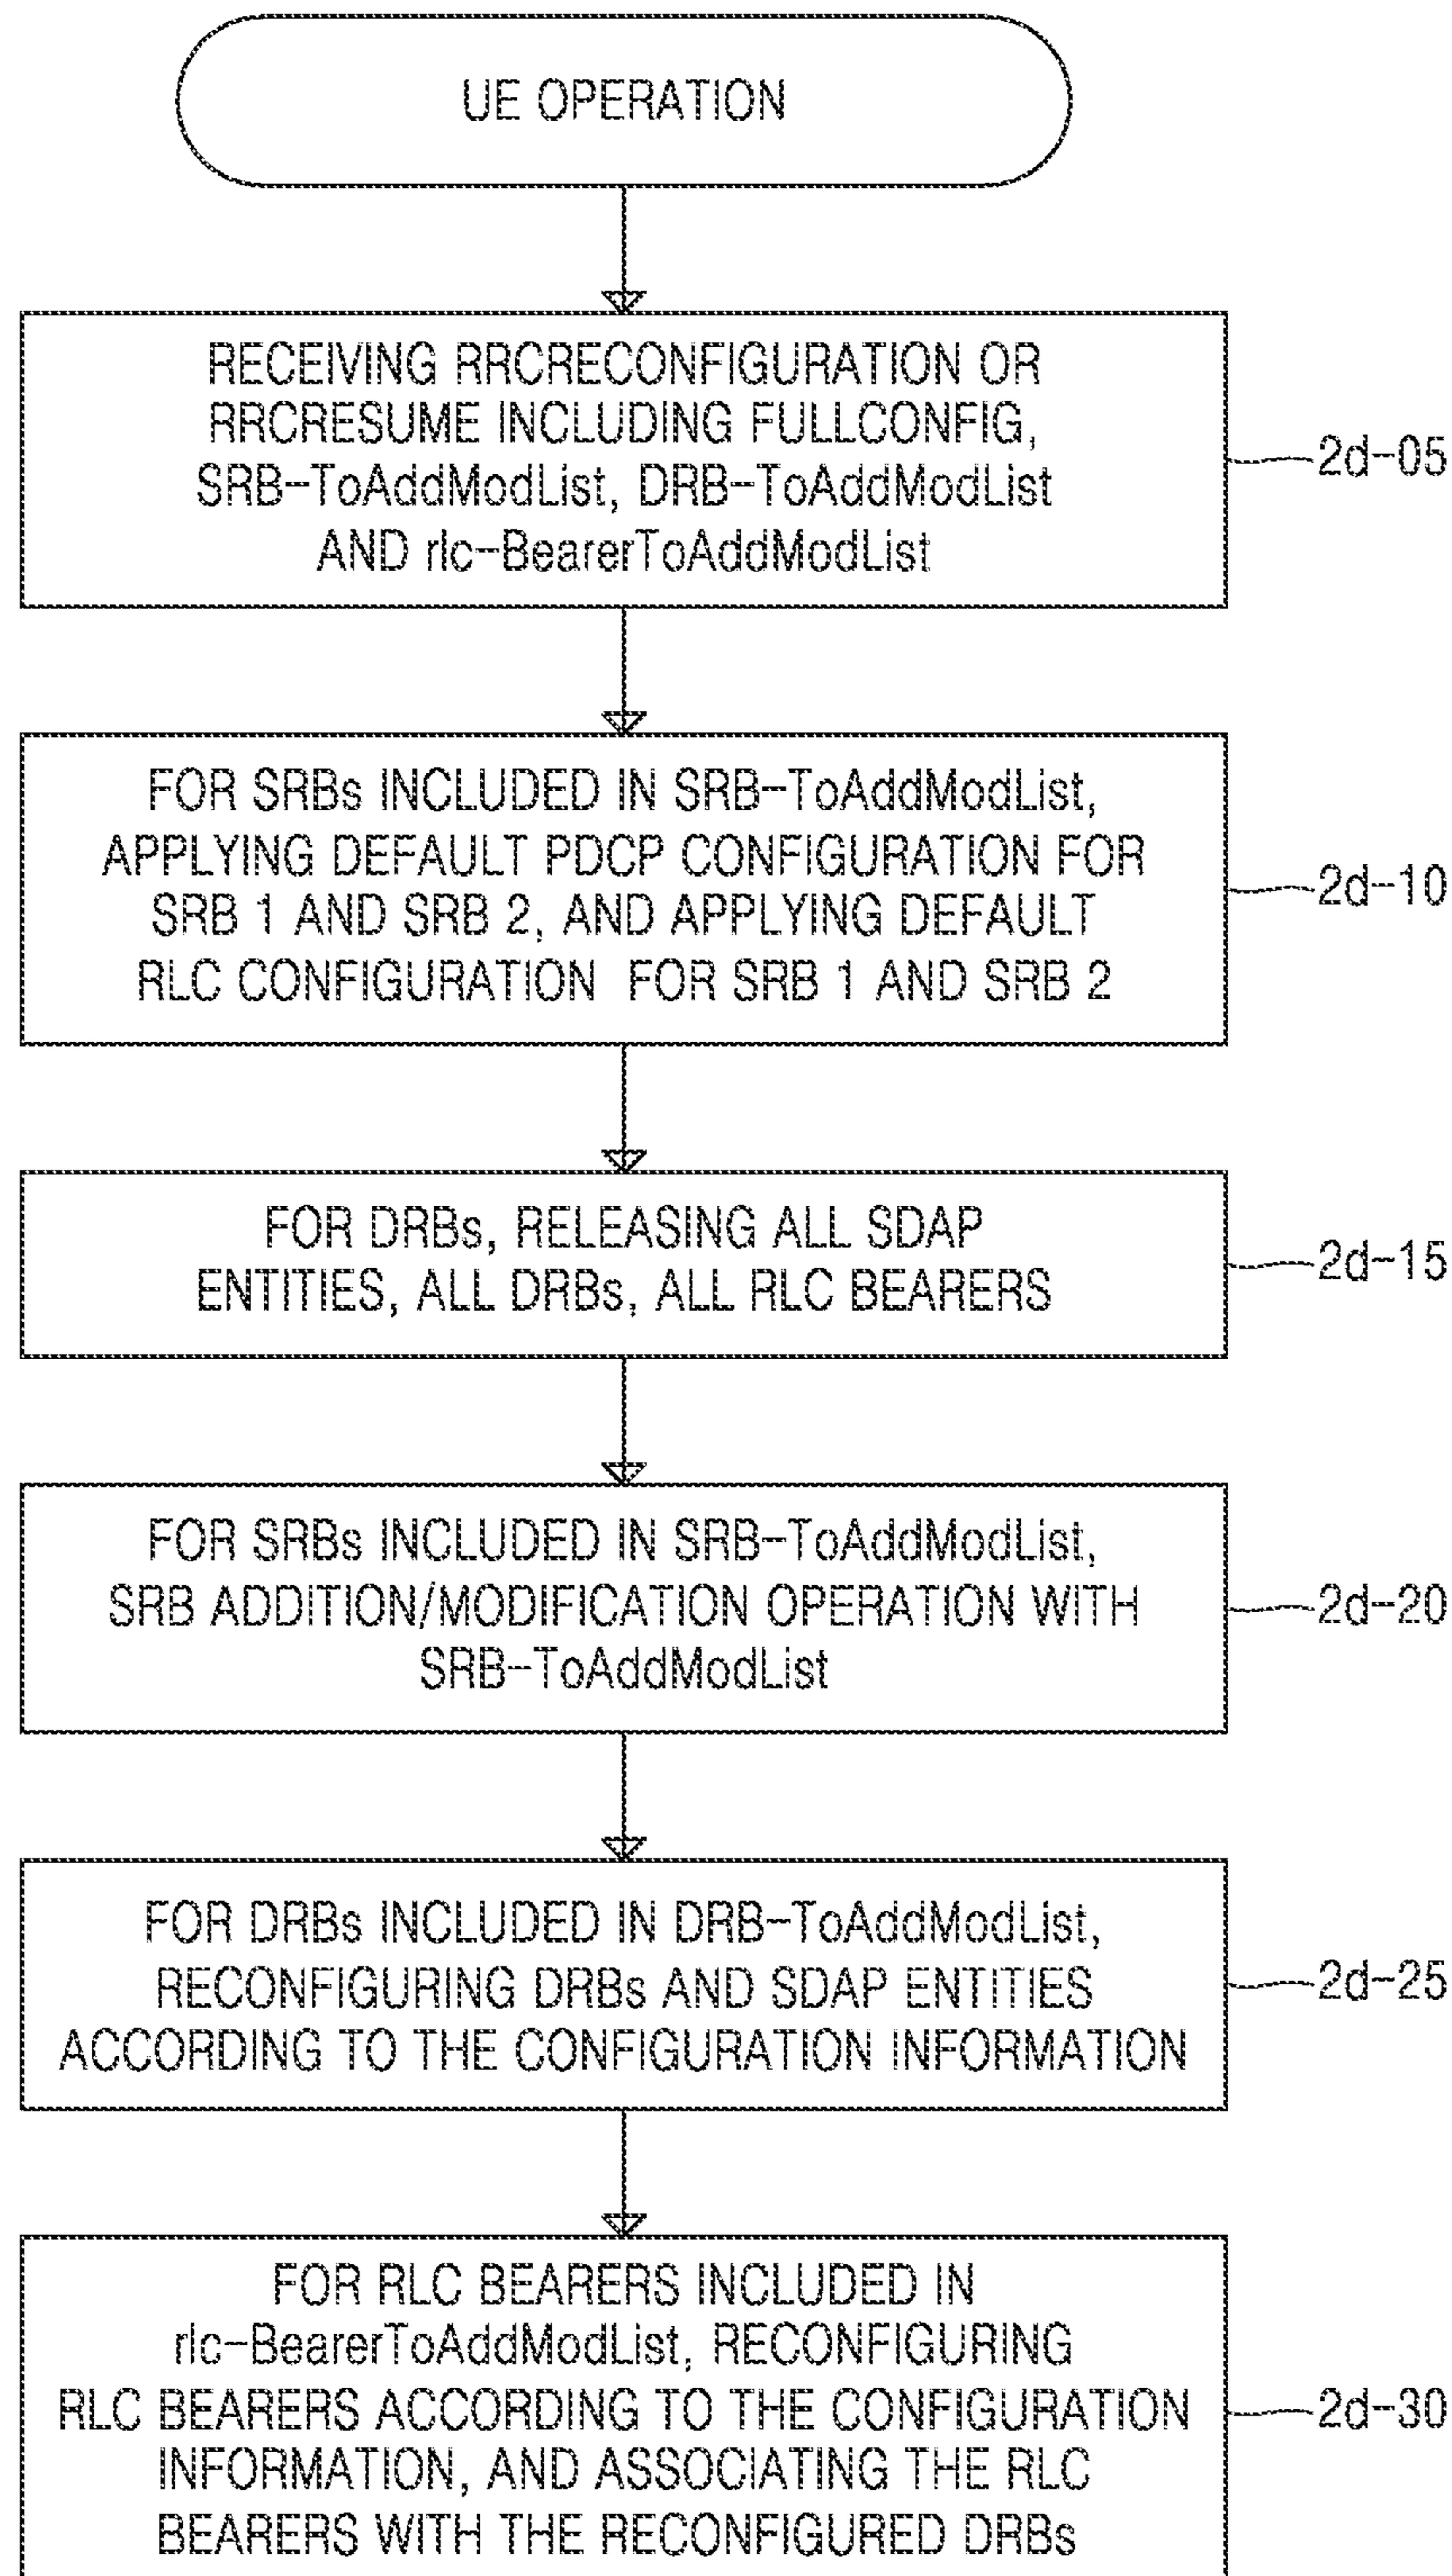 UE OPERATION
RECEIVING RRCRECONFIGURATION OR
RRCRESUME INCLUDING FULLCONFIG,
SRB-ToAddModList, DRB-ToAddModList
AND rlc-BearerToAddModList
2d-05
FOR SRBs INCLUDED IN SRB-ToAddModList,
APPLYING DEFAULT PDCP CONFIGURATION FOR
SRB 1 AND SRB 2, AND APPLYING DEFAULT
RLC CONFIGURATION FOR SRB 1 AND SRB 2
2d-10
FOR DRBs, RELEASING ALL SDAP
ENTITIES, ALL DRBs, ALL RLC BEARERS
2d-15
FOR SRBs INCLUDED IN SRB-ToAddModList,
SRB ADDITION/MODIFICATION OPERATION WITH
SRB-ToAddModList
2d-20
FOR DRBs INCLUDED IN DRB-ToAddModList,
RECONFIGURING DRBs AND SDAP ENTITIES
ACCORDING TO THE CONFIGURATION INFORMATION
2d-25
FOR RLC BEARERS INCLUDED IN
rlc-BearerToAddModList, RECONFIGURING
RLC BEARERS ACCORDING TO THE CONFIGURATION
INFORMATION, AND ASSOCIATING THE RLC
BEARERS WITH THE RECONFIGURED DRBs
2d-30